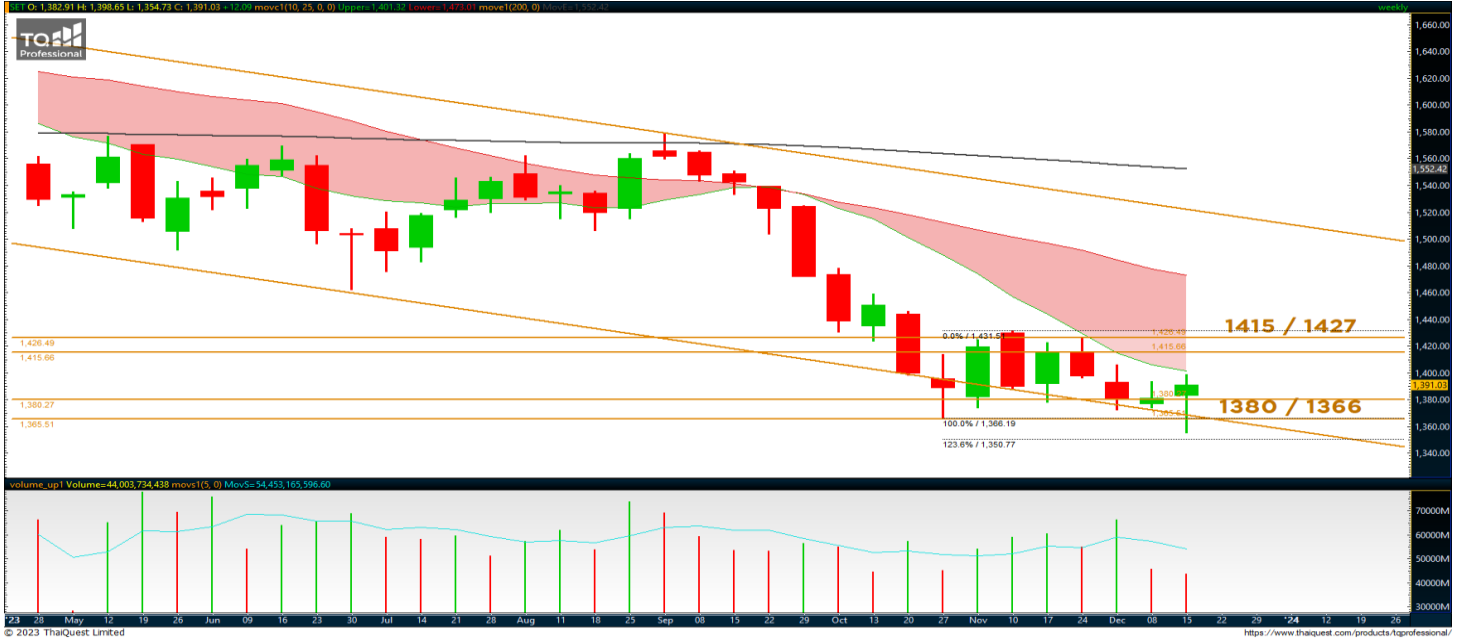 SET O: 1,382.91 H: 1,398.65 L: 1,354.73 C: 1,391.03 +12.09 movc1(10, 25, 0, 0) Upper=1,401.32 Lower=1,473.01 move1(200, 0) MovE=1,552.42 weekly
TQ
Professional
1,660.00
1,640.00
1,620.00
1,600.00
1,580.00
1,560.00
1,552.42
1,540.00
1,520.00
1,500.00
1,480.00
1,460.00
1,440.00
1415 / 1427
1,426.49
0.0% / 1,431.5
1,426.49
1,420.00
1,415.66
1,415.66
1,400.00
1,391.03
1,380.27
1,380.00
1380 / 1366
1,365.51
100.0% / 1,366.19
1,360.00
123.6% / 1,350.77
1,340.00
volume_up1 Volume=44,003,734,438 movs1(5, 0) MovS=54,453,165,596.60
70000M
60000M
50000M
40000M
30000M
'23 28 May 12 19 26 Jun 09 16 23 30 Jul 14 21 28 Aug 11 18 25 Sep 08 15 22 29 Oct 13 20 27 Nov 10 17 24 Dec 08 15 22 29 '24 12 19 26
© 2023 ThaiQuest Limited https://www.thaiquest.com/products/tqprofessional/